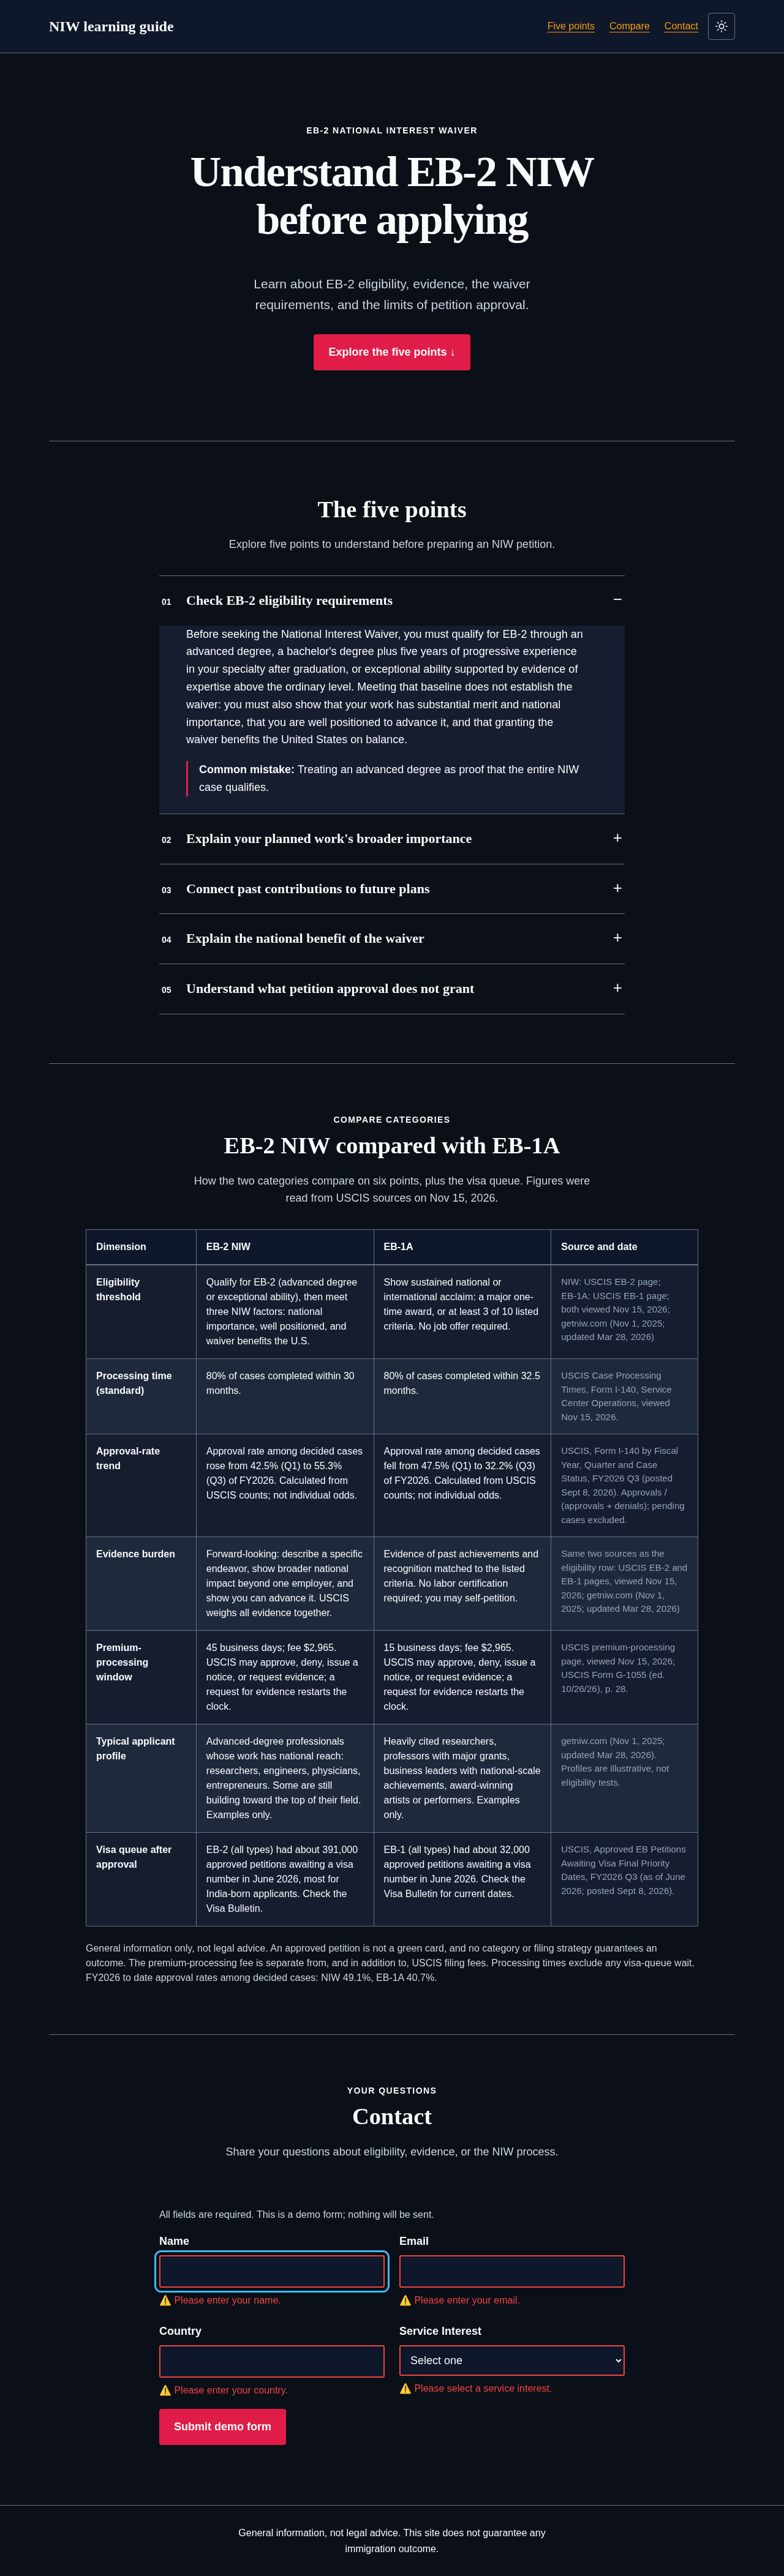 NIW learning guide
Five points
Compare
Contact
EB-2 NATIONAL INTEREST WAIVER
Understand EB-2 NIW
before applying
Learn about EB-2 eligibility, evidence, the waiver
requirements, and the limits of petition approval.
Explore the five points ↓
The five points
Explore five points to understand before preparing an NIW petition.
01 Check EB-2 eligibility requirements −
Before seeking the National Interest Waiver, you must qualify for EB-2 through an
advanced degree, a bachelor's degree plus five years of progressive experience
in your specialty after graduation, or exceptional ability supported by evidence of
expertise above the ordinary level. Meeting that baseline does not establish the
waiver: you must also show that your work has substantial merit and national
importance, that you are well positioned to advance it, and that granting the
waiver benefits the United States on balance.
Common mistake: Treating an advanced degree as proof that the entire NIW
case qualifies.
02 Explain your planned work's broader importance +
03 Connect past contributions to future plans +
04 Explain the national benefit of the waiver +
05 Understand what petition approval does not grant +
COMPARE CATEGORIES
EB-2 NIW compared with EB-1A
How the two categories compare on six points, plus the visa queue. Figures were
read from USCIS sources on Nov 15, 2026.
Dimension
EB-2 NIW
EB-1A
Source and date
Eligibility
threshold
Qualify for EB-2 (advanced degree
or exceptional ability), then meet
three NIW factors: national
importance, well positioned, and
waiver benefits the U.S.
Show sustained national or
international acclaim: a major one-
time award, or at least 3 of 10 listed
criteria. No job offer required.
NIW: USCIS EB-2 page;
EB-1A: USCIS EB-1 page;
both viewed Nov 15, 2026;
getniw.com (Nov 1, 2025;
updated Mar 28, 2026)
Processing time
(standard)
80% of cases completed within 30
months.
80% of cases completed within 32.5
months.
USCIS Case Processing
Times, Form I-140, Service
Center Operations, viewed
Nov 15, 2026.
Approval-rate
trend
Approval rate among decided cases
rose from 42.5% (Q1) to 55.3%
(Q3) of FY2026. Calculated from
USCIS counts; not individual odds.
Approval rate among decided cases
fell from 47.5% (Q1) to 32.2% (Q3)
of FY2026. Calculated from USCIS
counts; not individual odds.
USCIS, Form I-140 by Fiscal
Year, Quarter and Case
Status, FY2026 Q3 (posted
Sept 8, 2026). Approvals /
(approvals + denials); pending
cases excluded.
Evidence burden
Forward-looking: describe a specific
endeavor, show broader national
impact beyond one employer, and
show you can advance it. USCIS
weighs all evidence together.
Evidence of past achievements and
recognition matched to the listed
criteria. No labor certification
required; you may self-petition.
Same two sources as the
eligibility row: USCIS EB-2 and
EB-1 pages, viewed Nov 15,
2026; getniw.com (Nov 1,
2025; updated Mar 28, 2026)
Premium-
processing
window
45 business days; fee $2,965.
USCIS may approve, deny, issue a
notice, or request evidence; a
request for evidence restarts the
clock.
15 business days; fee $2,965.
USCIS may approve, deny, issue a
notice, or request evidence; a
request for evidence restarts the
clock.
USCIS premium-processing
page, viewed Nov 15, 2026;
USCIS Form G-1055 (ed.
10/26/26), p. 28.
Typical applicant
profile
Advanced-degree professionals
whose work has national reach:
researchers, engineers, physicians,
entrepreneurs. Some are still
building toward the top of their field.
Examples only.
Heavily cited researchers,
professors with major grants,
business leaders with national-scale
achievements, award-winning
artists or performers. Examples
only.
getniw.com (Nov 1, 2025;
updated Mar 28, 2026).
Profiles are illustrative, not
eligibility tests.
Visa queue after
approval
EB-2 (all types) had about 391,000
approved petitions awaiting a visa
number in June 2026, most for
India-born applicants. Check the
Visa Bulletin.
EB-1 (all types) had about 32,000
approved petitions awaiting a visa
number in June 2026. Check the
Visa Bulletin for current dates.
USCIS, Approved EB Petitions
Awaiting Visa Final Priority
Dates, FY2026 Q3 (as of June
2026; posted Sept 8, 2026).
General information only, not legal advice. An approved petition is not a green card, and no category or filing strategy guarantees an
outcome. The premium-processing fee is separate from, and in addition to, USCIS filing fees. Processing times exclude any visa-queue wait.
FY2026 to date approval rates among decided cases: NIW 49.1%, EB-1A 40.7%.
YOUR QUESTIONS
Contact
Share your questions about eligibility, evidence, or the NIW process.
All fields are required. This is a demo form; nothing will be sent.
Name
⚠️ Please enter your name.
Email
⚠️ Please enter your email.
Country
⚠️ Please enter your country.
Service Interest
Select one
⚠️ Please select a service interest.
Submit demo form
General information, not legal advice. This site does not guarantee any
immigration outcome.